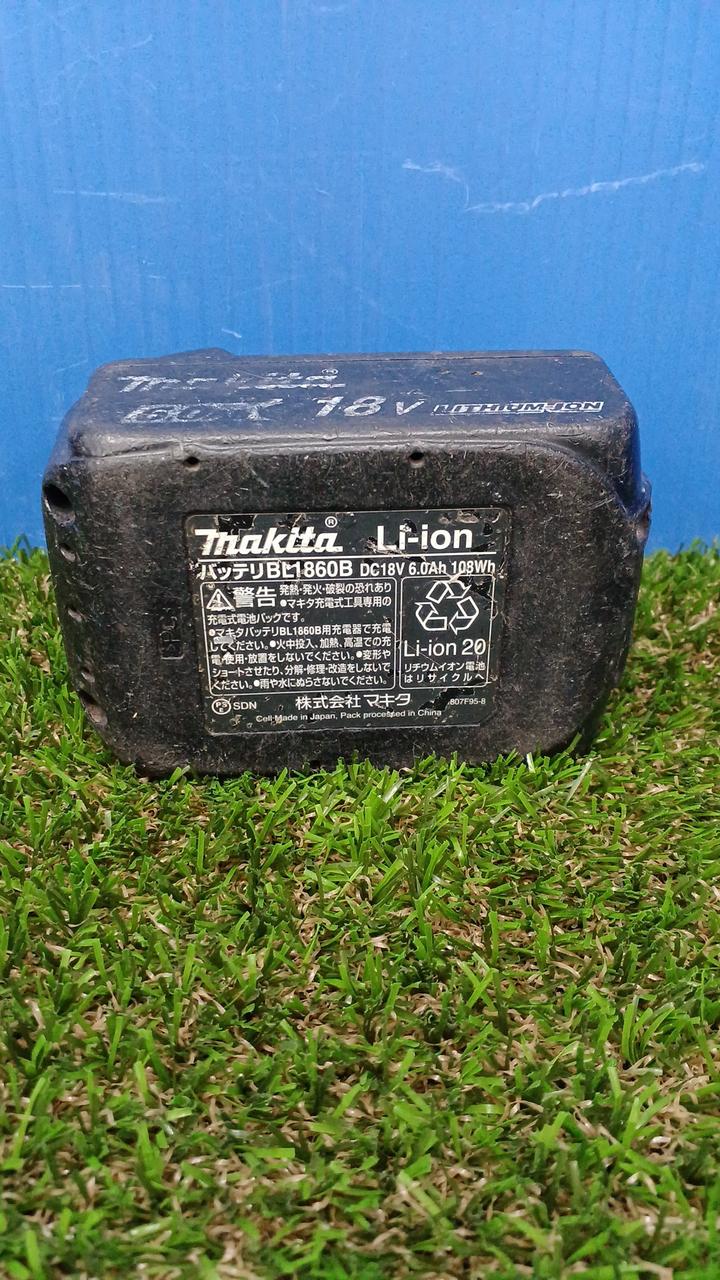 makita®
6.0Ah 18V LITHIUM-ION
makita® Li-ion
バッテリBL1860B DC18V 6.0Ah 108Wh
警告 発熱・発火・破裂の恐れあり
●マキタ充電式工具専用の
充電式電池パックです。
●マキタバッテリBL1860B用充電器で充電
してください。●火中投入、加熱、高温での充
電・使用・放置をしないでください。●変形や
ショートさせたり、分解・修理・改造をしないで
ください。●雨や水にぬらさないでください。
Li-ion 20
リチウムイオン電池
はリサイクルへ
PS SDN 株式会社マキタ 807F95-8
Cell Made in Japan, Pack processed in China